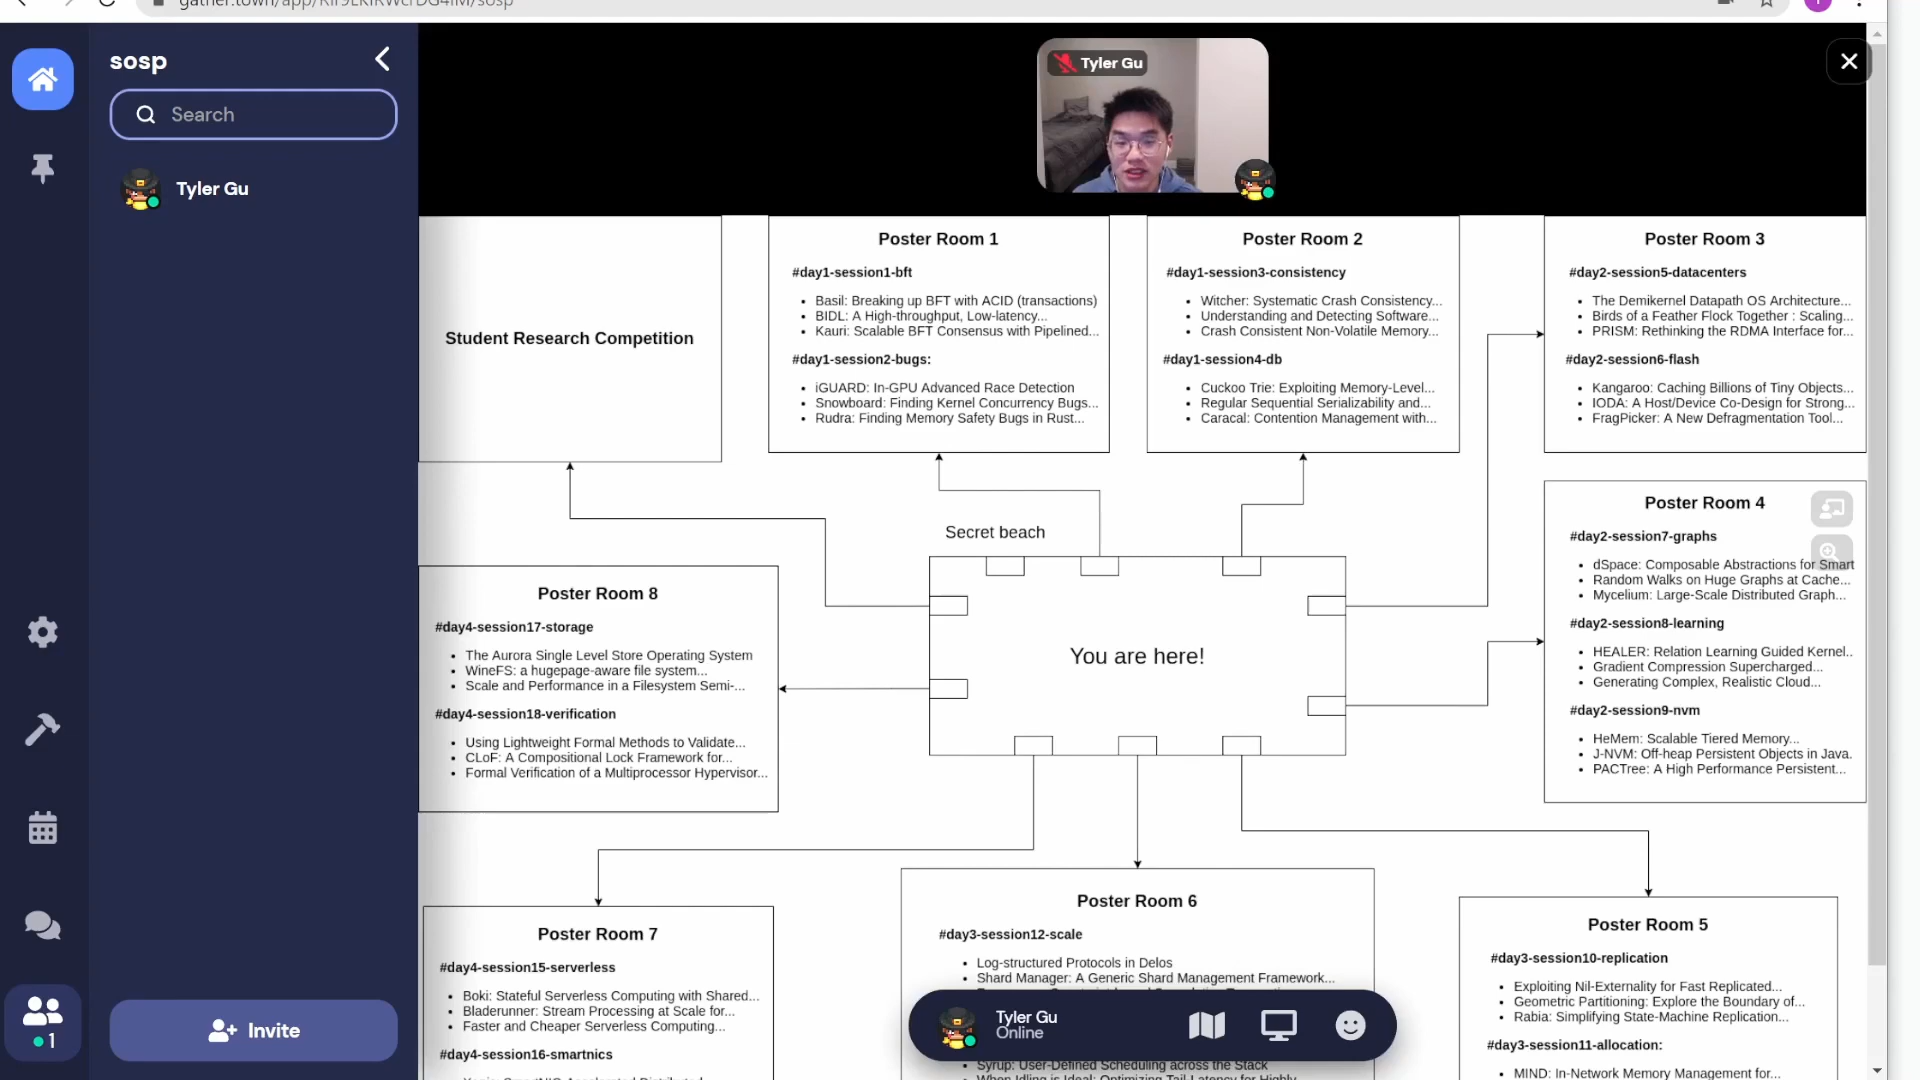 sosp
Search
Tyler Gu
Invite
1
Tyler Gu
Student Research Competition
Poster Room 1
#day1-session1-bft
• Basil: Breaking up BFT with ACID (transactions)
• BIDL: A High-throughput, Low-latency...
• Kauri: Scalable BFT Consensus with Pipelined...
#day1-session2-bugs:
• iGUARD: In-GPU Advanced Race Detection
• Snowboard: Finding Kernel Concurrency Bugs...
• Rudra: Finding Memory Safety Bugs in Rust...
Poster Room 2
#day1-session3-consistency
• Witcher: Systematic Crash Consistency...
• Understanding and Detecting Software...
• Crash Consistent Non-Volatile Memory...
#day1-session4-db
• Cuckoo Trie: Exploiting Memory-Level...
• Regular Sequential Serializability and...
• Caracal: Contention Management with...
Poster Room 3
#day2-session5-datacenters
• The Demikernel Datapath OS Architecture...
• Birds of a Feather Flock Together : Scaling...
• PRISM: Rethinking the RDMA Interface for...
#day2-session6-flash
• Kangaroo: Caching Billions of Tiny Objects...
• IODA: A Host/Device Co-Design for Strong...
• FragPicker: A New Defragmentation Tool...
Poster Room 4
#day2-session7-graphs
• dSpace: Composable Abstractions for Smart
• Random Walks on Huge Graphs at Cache...
• Mycelium: Large-Scale Distributed Graph...
#day2-session8-learning
• HEALER: Relation Learning Guided Kernel..
• Gradient Compression Supercharged...
• Generating Complex, Realistic Cloud...
#day2-session9-nvm
• HeMem: Scalable Tiered Memory...
• J-NVM: Off-heap Persistent Objects in Java.
• PACTree: A High Performance Persistent...
Secret beach
You are here!
Poster Room 8
#day4-session17-storage
• The Aurora Single Level Store Operating System
• WineFS: a hugepage-aware file system...
• Scale and Performance in a Filesystem Semi-...
#day4-session18-verification
• Using Lightweight Formal Methods to Validate...
• CLoF: A Compositional Lock Framework for...
• Formal Verification of a Multiprocessor Hypervisor...
Poster Room 7
#day4-session15-serverless
• Boki: Stateful Serverless Computing with Shared...
• Bladerunner: Stream Processing at Scale for...
• Faster and Cheaper Serverless Computing...
#day4-session16-smartnics
Poster Room 6
#day3-session12-scale
• Log-structured Protocols in Delos
• Shard Manager: A Generic Shard Management Framework...
Syrup: User-Defined Scheduling across the Stack
When Idling is Ideal: Optimizing Tail-Latency for Highly
Tyler Gu
Online
Poster Room 5
#day3-session10-replication
• Exploiting Nil-Externality for Fast Replicated...
• Geometric Partitioning: Explore the Boundary of...
• Rabia: Simplifying State-Machine Replication...
#day3-session11-allocation:
• MIND: In-Network Memory Management for...